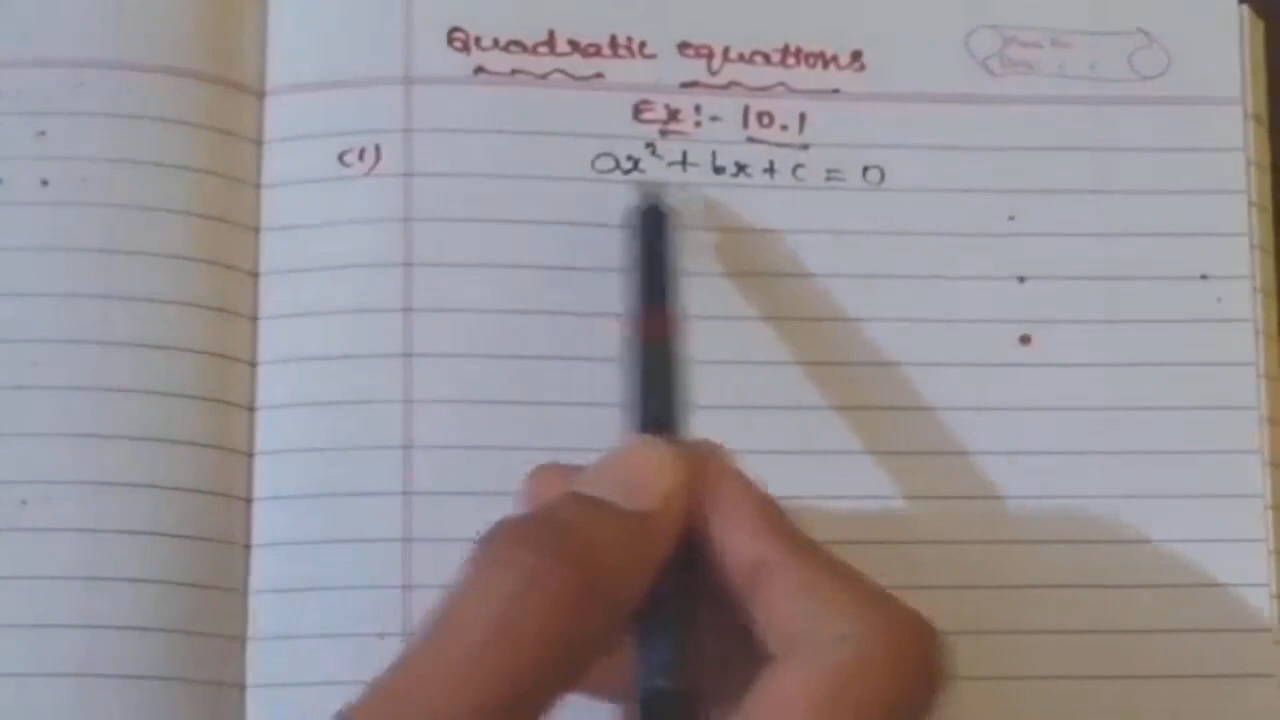 Quadratic equations
Ex:- 10.1
(1) ax² + bx + c = 0